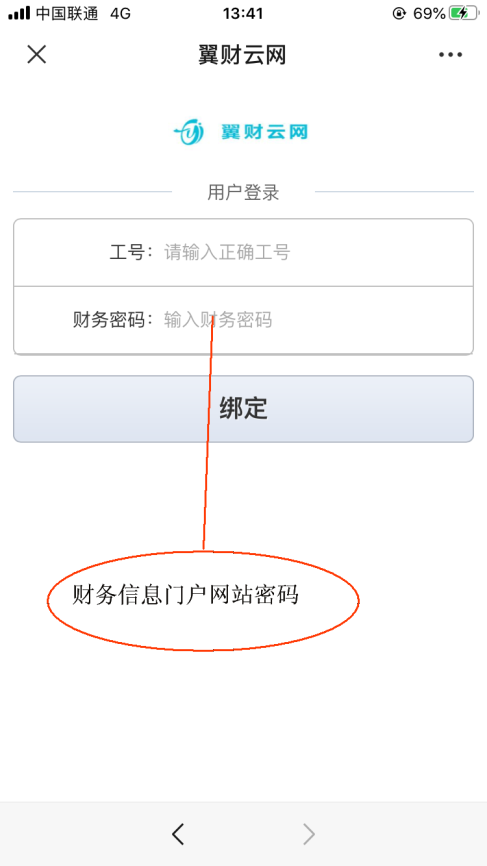 中国联通 4G 13:41 69%
翼财云网
翼财云网
用户登录
工号：请输入正确工号
财务密码：输入财务密码
绑定
财务信息门户网站密码